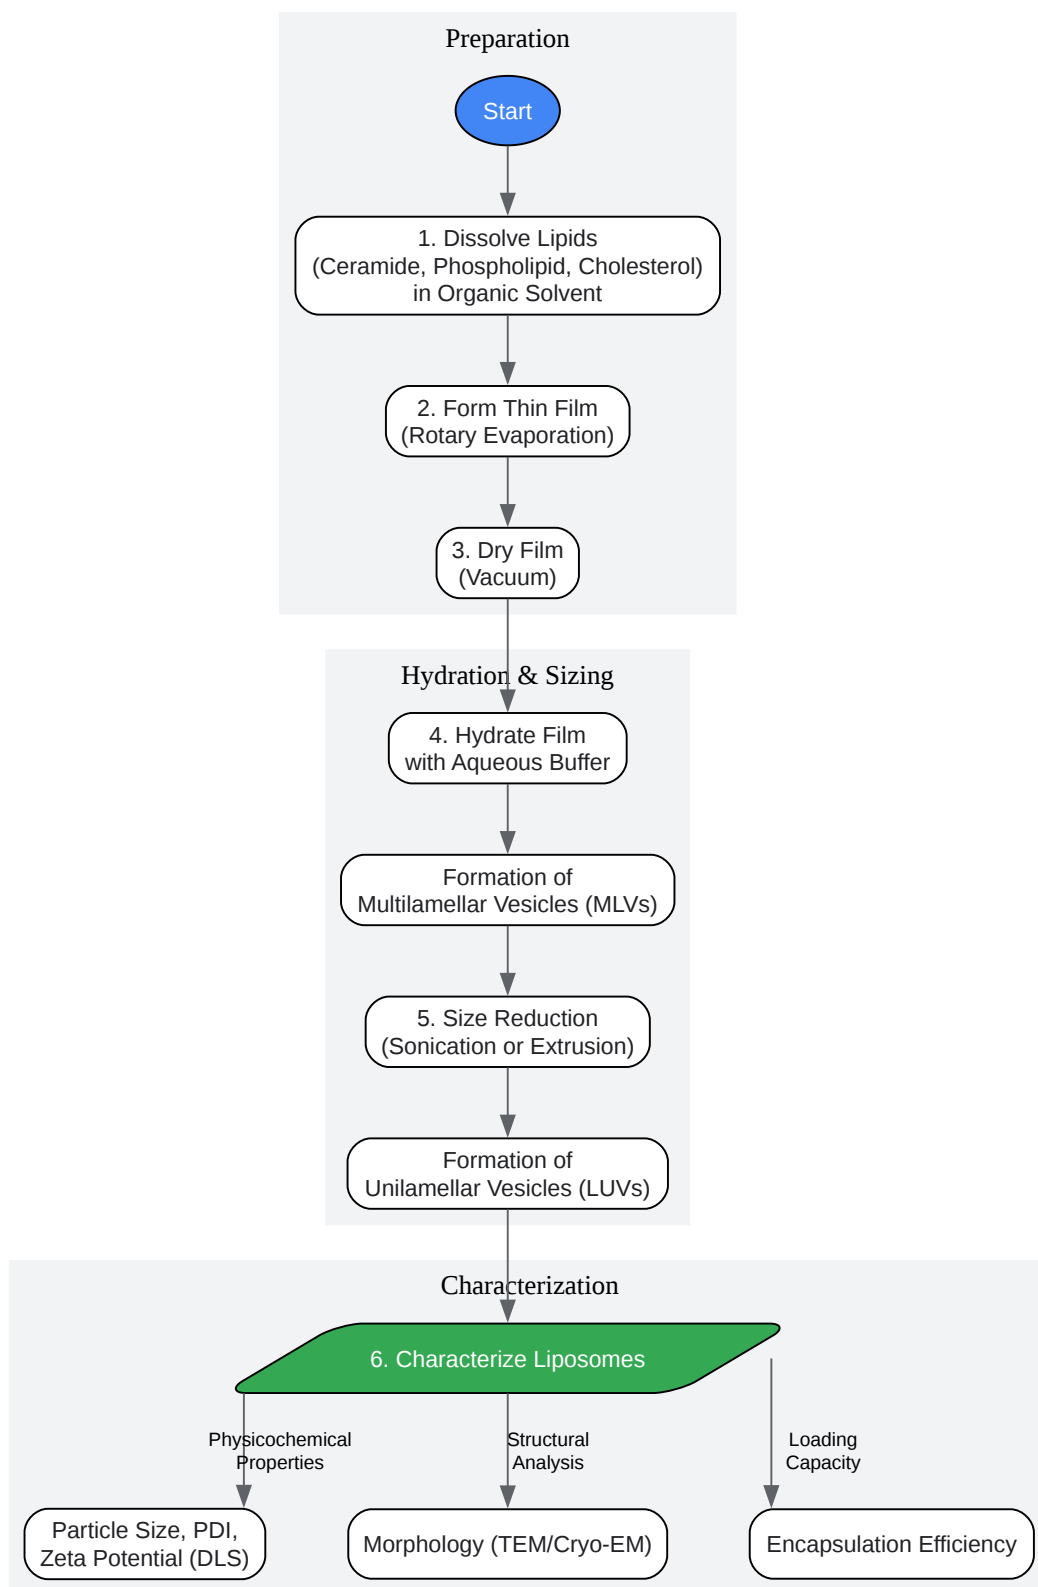 Preparation
Start
1. Dissolve Lipids
(Ceramide, Phospholipid, Cholesterol)
in Organic Solvent
2. Form Thin Film
(Rotary Evaporation)
3. Dry Film
(Vacuum)
Hydration & Sizing
4. Hydrate Film
with Aqueous Buffer
Formation of
Multilamellar Vesicles (MLVs)
5. Size Reduction
(Sonication or Extrusion)
Formation of
Unilamellar Vesicles (LUVs)
Characterization
6. Characterize Liposomes
Physicochemical
Properties
Structural
Analysis
Loading
Capacity
Particle Size, PDI,
Zeta Potential (DLS)
Morphology (TEM/Cryo-EM)
Encapsulation Efficiency